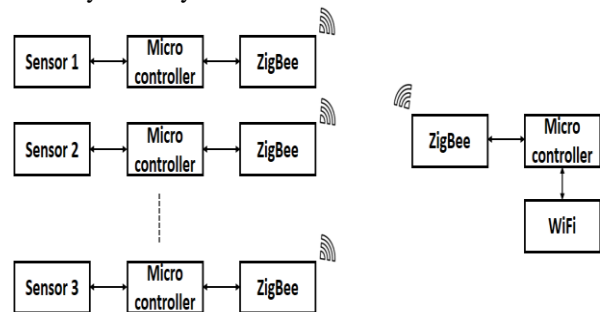 Sensor 1
Micro
controller
ZigBee
Sensor 2
Micro
controller
ZigBee
Sensor 3
Micro
controller
ZigBee
ZigBee
Micro
controller
WiFi